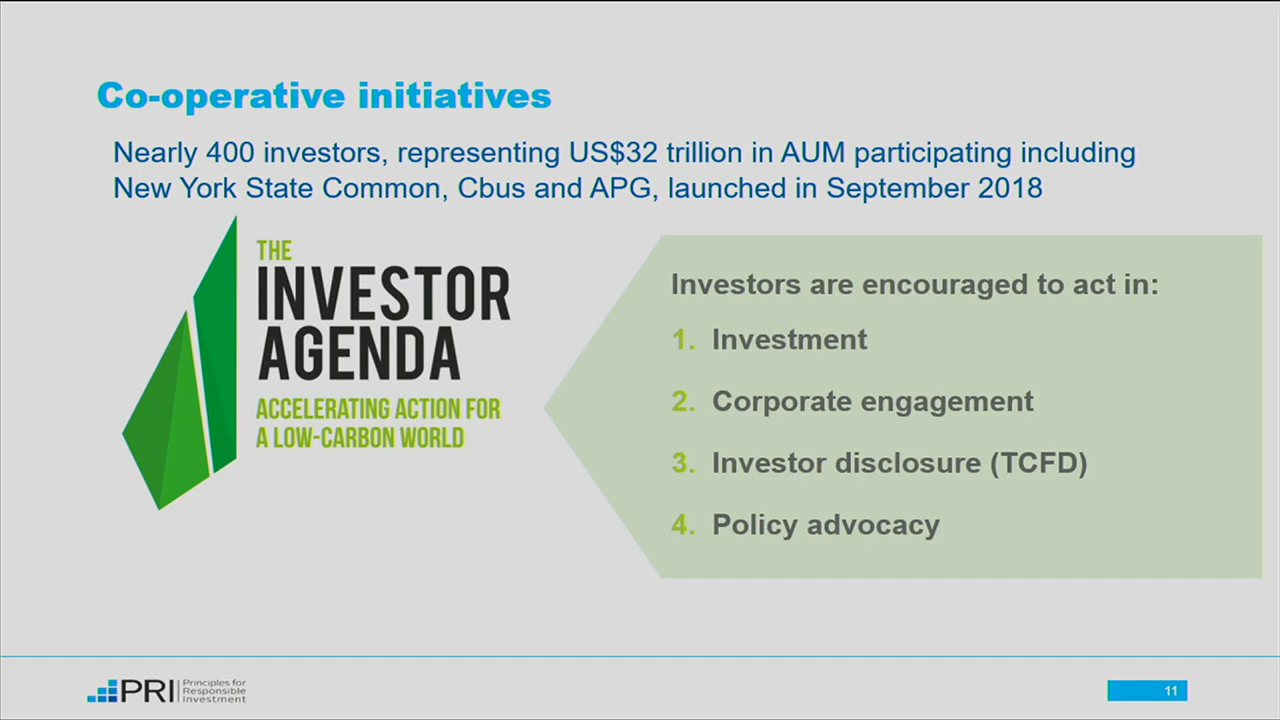 Co-operative initiatives
Nearly 400 investors, representing US$32 trillion in AUM participating including
New York State Common, Cbus and APG, launched in September 2018
THE
INVESTOR
AGENDA
ACCELERATING ACTION FOR
A LOW-CARBON WORLD
Investors are encouraged to act in:
1. Investment
2. Corporate engagement
3. Investor disclosure (TCFD)
4. Policy advocacy
PRI
Principles for
Responsible
Investment
11